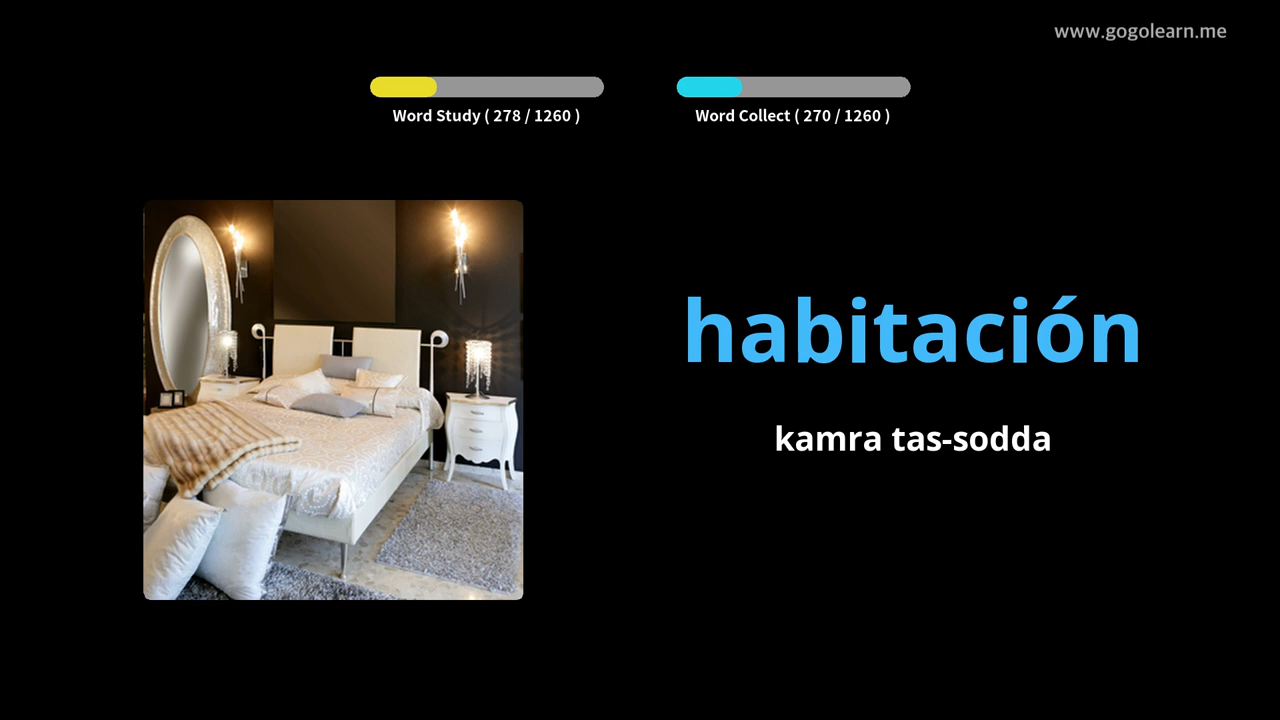 www.gogolearn.me
Word Study ( 278 / 1260 )
Word Collect ( 270 / 1260 )
habitación
kamra tas-sodda